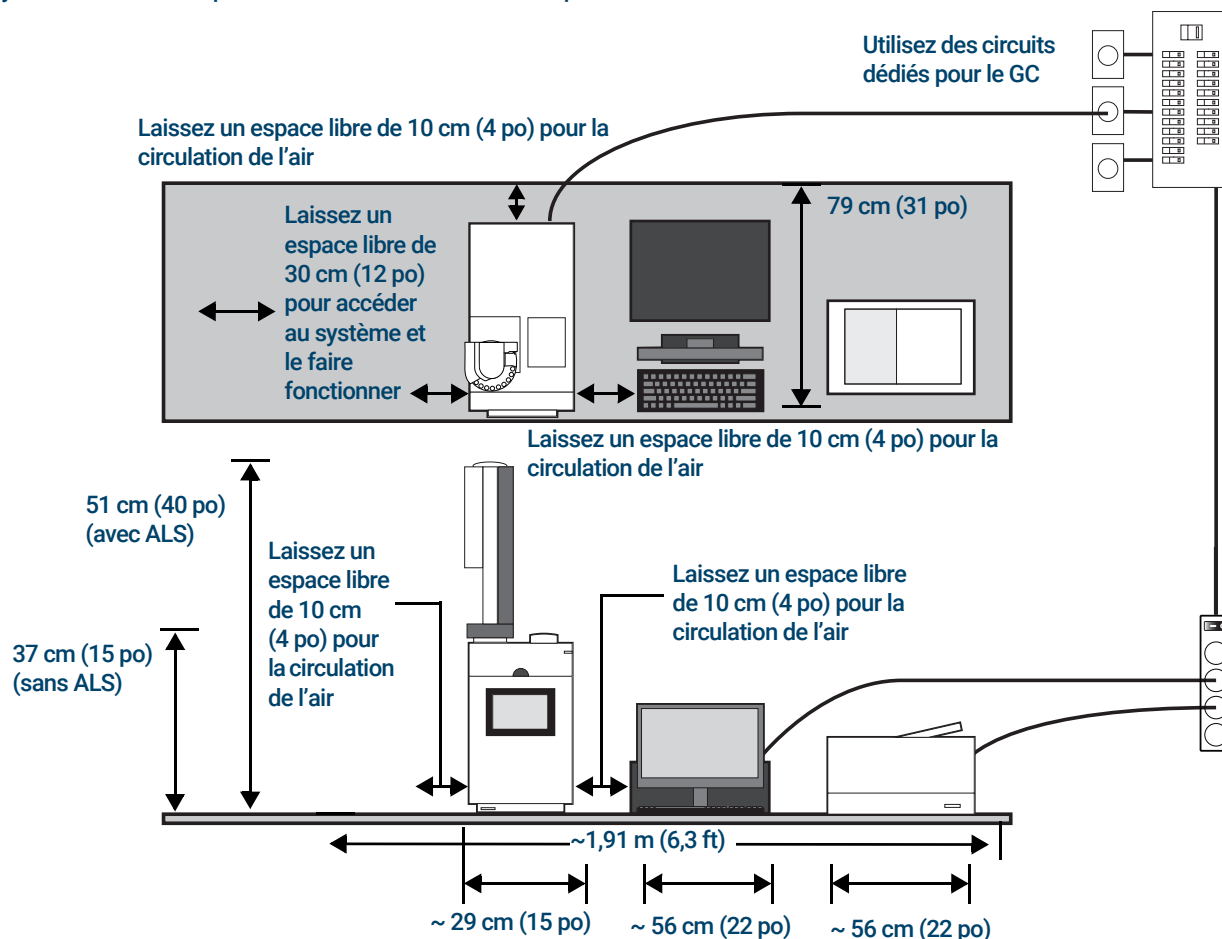 Utilisez des circuits
dédiés pour le GC
Laissez un espace libre de 10 cm (4 po) pour la
circulation de l'air
79 cm (31 po)
Laissez un
espace libre de
30 cm (12 po)
pour accéder
au système et
le faire
fonctionner
Laissez un espace libre de 10 cm (4 po) pour la
circulation de l'air
51 cm (40 po)
(avec ALS)
Laissez un
espace libre
de 10 cm
(4 po) pour
la circulation
de l'air
Laissez un espace libre
de 10 cm (4 po) pour la
circulation de l'air
37 cm (15 po)
(sans ALS)
~1,91 m (6,3 ft)
~ 29 cm (15 po)
~ 56 cm (22 po)
~ 56 cm (22 po)